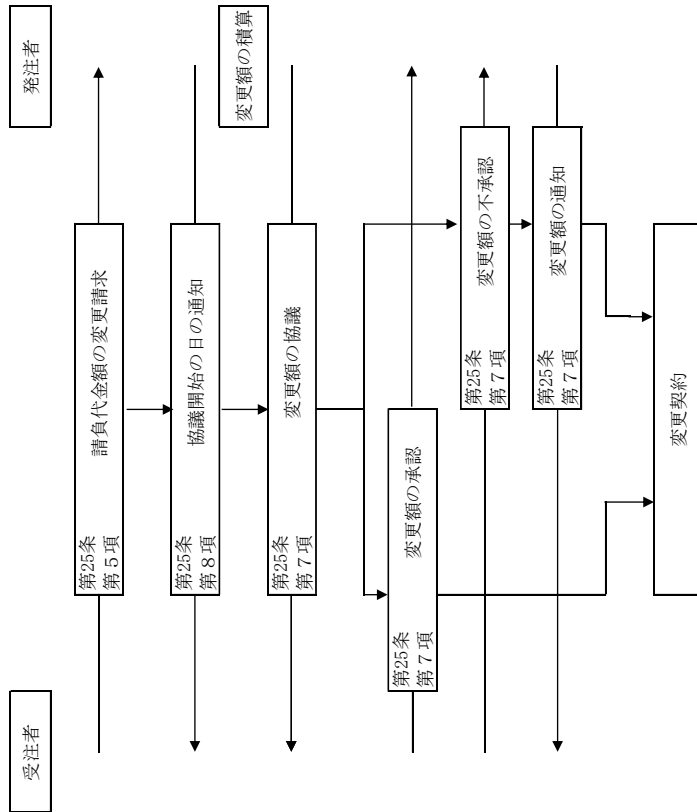 受注者
発注者
第25条
第５項
請負代金額の変更請求
第25条
第８項
協議開始の日の通知
変更額の積算
第25条
第７項
変更額の協議
第25条
第７項
変更額の承認
第25条
第７項
変更額の不承認
第25条
第７項
変更額の通知
変更契約